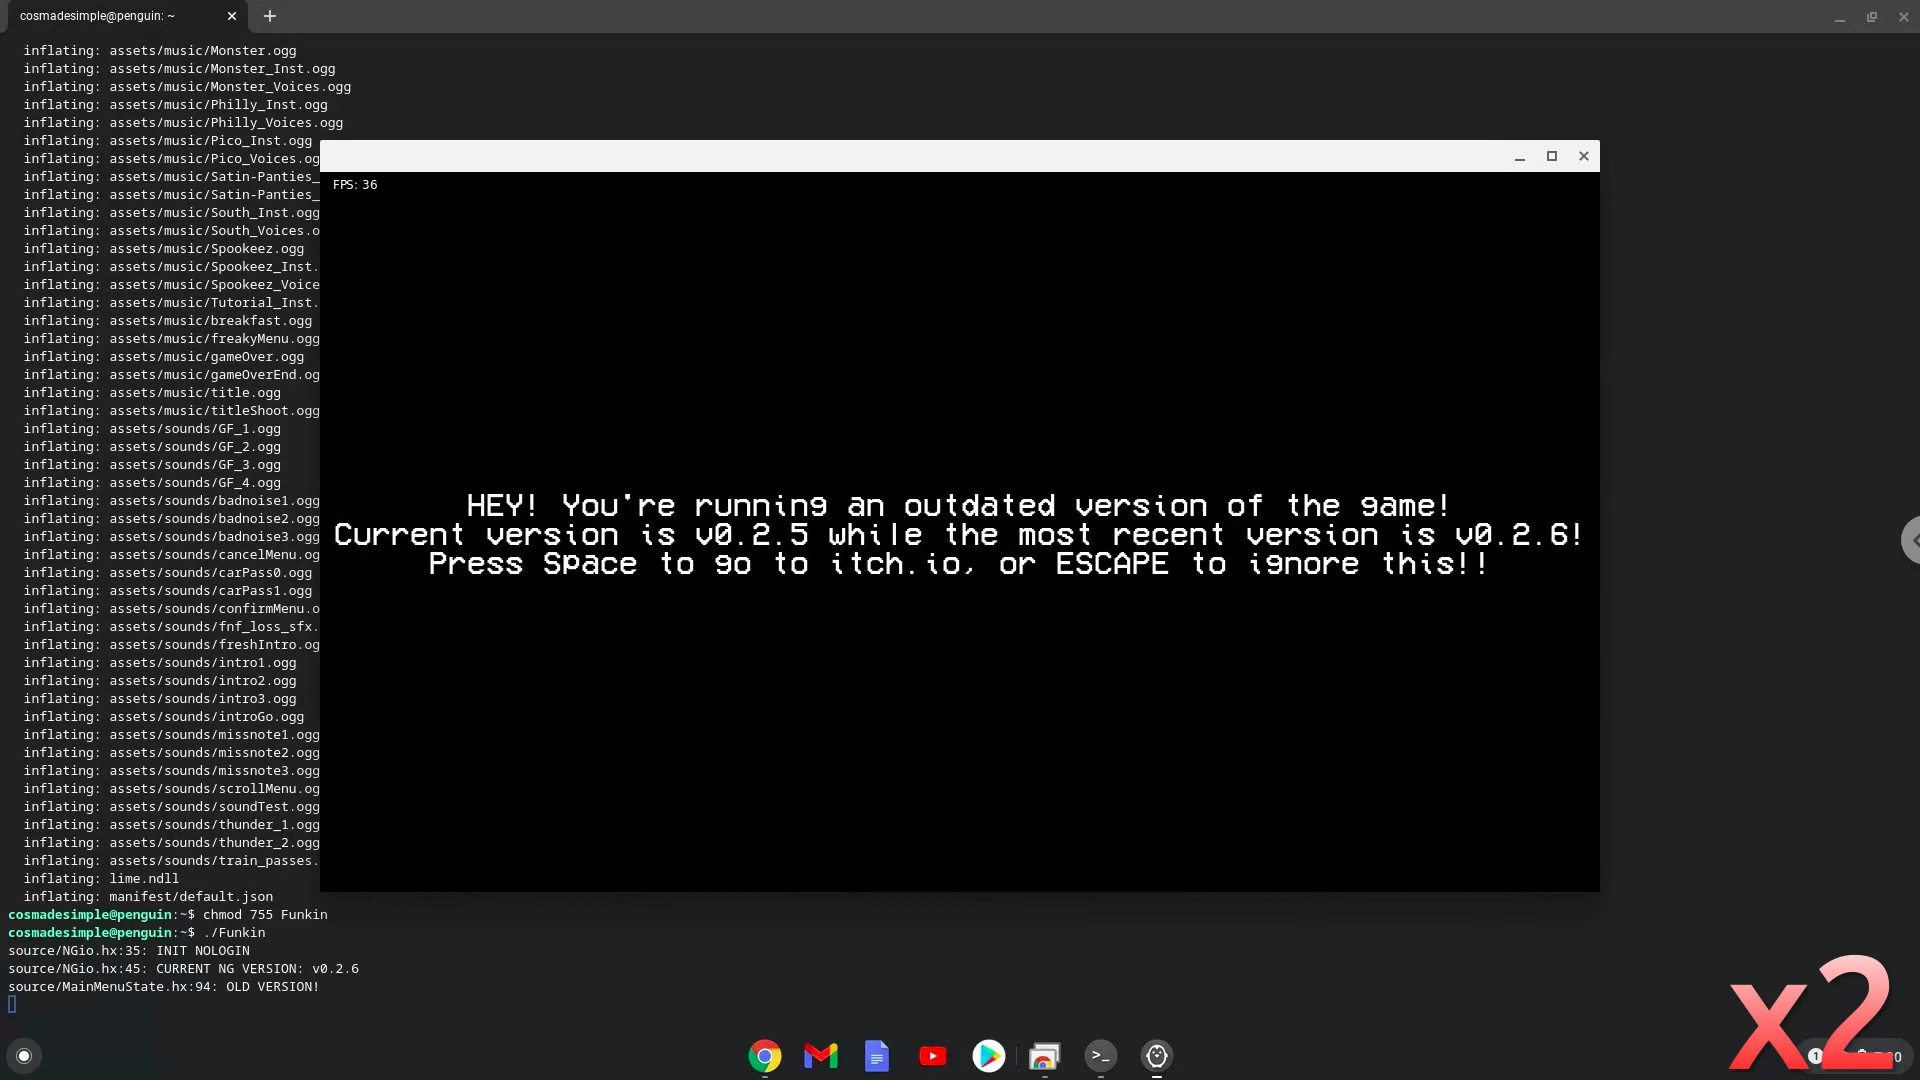 cosmadesimple@penguin: ~
inflating: assets/music/Monster.ogg
inflating: assets/music/Monster_Inst.ogg
inflating: assets/music/Monster_Voices.ogg
inflating: assets/music/Philly_Inst.ogg
inflating: assets/music/Philly_Voices.ogg
inflating: assets/music/Pico_Inst.ogg
inflating: assets/music/Pico_Voices.og
inflating: assets/music/Satin-Panties_
inflating: assets/music/Satin-Panties_
inflating: assets/music/South_Inst.ogg
inflating: assets/music/South_Voices.o
inflating: assets/music/Spookeez.ogg
inflating: assets/music/Spookeez_Inst.
inflating: assets/music/Spookeez_Voice
inflating: assets/music/Tutorial_Inst.
inflating: assets/music/breakfast.ogg
inflating: assets/music/freakyMenu.ogg
inflating: assets/music/gameOver.ogg
inflating: assets/music/gameOverEnd.og
inflating: assets/music/title.ogg
inflating: assets/music/titleShoot.ogg
inflating: assets/sounds/GF_1.ogg
inflating: assets/sounds/GF_2.ogg
inflating: assets/sounds/GF_3.ogg
inflating: assets/sounds/GF_4.ogg
inflating: assets/sounds/badnoise1.ogg
inflating: assets/sounds/badnoise2.ogg
inflating: assets/sounds/badnoise3.ogg
inflating: assets/sounds/cancelMenu.og
inflating: assets/sounds/carPass0.ogg
inflating: assets/sounds/carPass1.ogg
inflating: assets/sounds/confirmMenu.o
inflating: assets/sounds/fnf_loss_sfx.
inflating: assets/sounds/freshIntro.og
inflating: assets/sounds/intro1.ogg
inflating: assets/sounds/intro2.ogg
inflating: assets/sounds/intro3.ogg
inflating: assets/sounds/introGo.ogg
inflating: assets/sounds/missnote1.ogg
inflating: assets/sounds/missnote2.ogg
inflating: assets/sounds/missnote3.ogg
inflating: assets/sounds/scrollMenu.og
inflating: assets/sounds/soundTest.ogg
inflating: assets/sounds/thunder_1.ogg
inflating: assets/sounds/thunder_2.ogg
inflating: assets/sounds/train_passes.
inflating: lime.ndll
inflating: manifest/default.json
cosmadesimple@penguin:~$ chmod 755 Funkin
cosmadesimple@penguin:~$ ./Funkin
source/NGio.hx:35: INIT NOLOGIN
source/NGio.hx:45: CURRENT NG VERSION: v0.2.6
source/MainMenuState.hx:94: OLD VERSION!
FPS: 36
HEY! You're running an outdated version of the game!
Current version is v0.2.5 while the most recent version is v0.2.6!
Press Space to go to itch.io, or ESCAPE to ignore this!!
x2
1